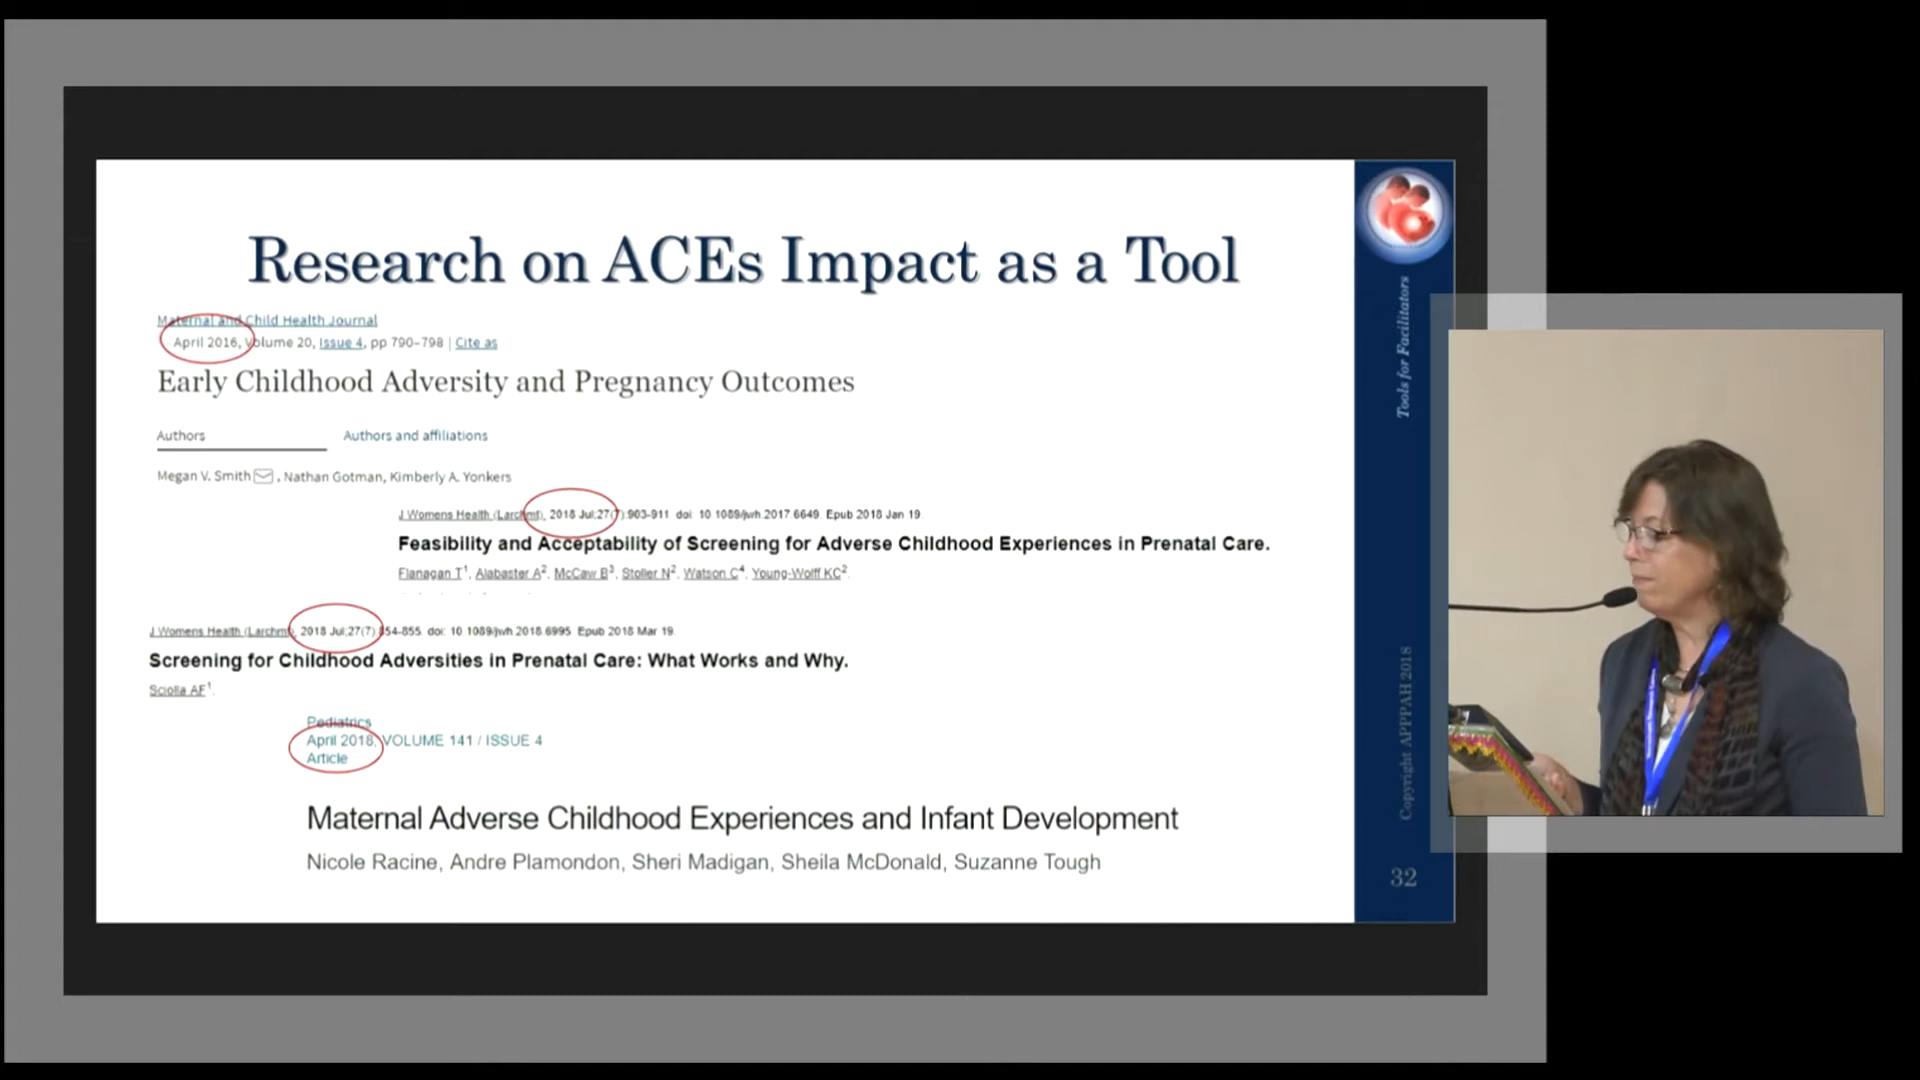 Research on ACEs Impact as a Tool
Maternal and Child Health Journal
April 2016, Volume 20, Issue 4, pp 790–798 | Cite as
Early Childhood Adversity and Pregnancy Outcomes
Authors Authors and affiliations
Megan V. Smith, Nathan Gotman, Kimberly A. Yonkers
J Womens Health (Larchmt). 2018 Jul;27(7):903-911. doi: 10.1089/jwh.2017.6649. Epub 2018 Jan 19.
Feasibility and Acceptability of Screening for Adverse Childhood Experiences in Prenatal Care.
Flanagan T1, Alabaster A2, McCaw B3, Stoller N2, Watson C4, Young-Wolff KC2.
J Womens Health (Larchmt). 2018 Jul;27(7):854-855. doi: 10.1089/jwh.2018.6995. Epub 2018 Mar 19.
Screening for Childhood Adversities in Prenatal Care: What Works and Why.
Sciolla AF1.
Pediatrics
April 2018, VOLUME 141 / ISSUE 4
Article
Maternal Adverse Childhood Experiences and Infant Development
Nicole Racine, Andre Plamondon, Sheri Madigan, Sheila McDonald, Suzanne Tough
Tools for Facilitators
Copyright APPPAH 2018
32